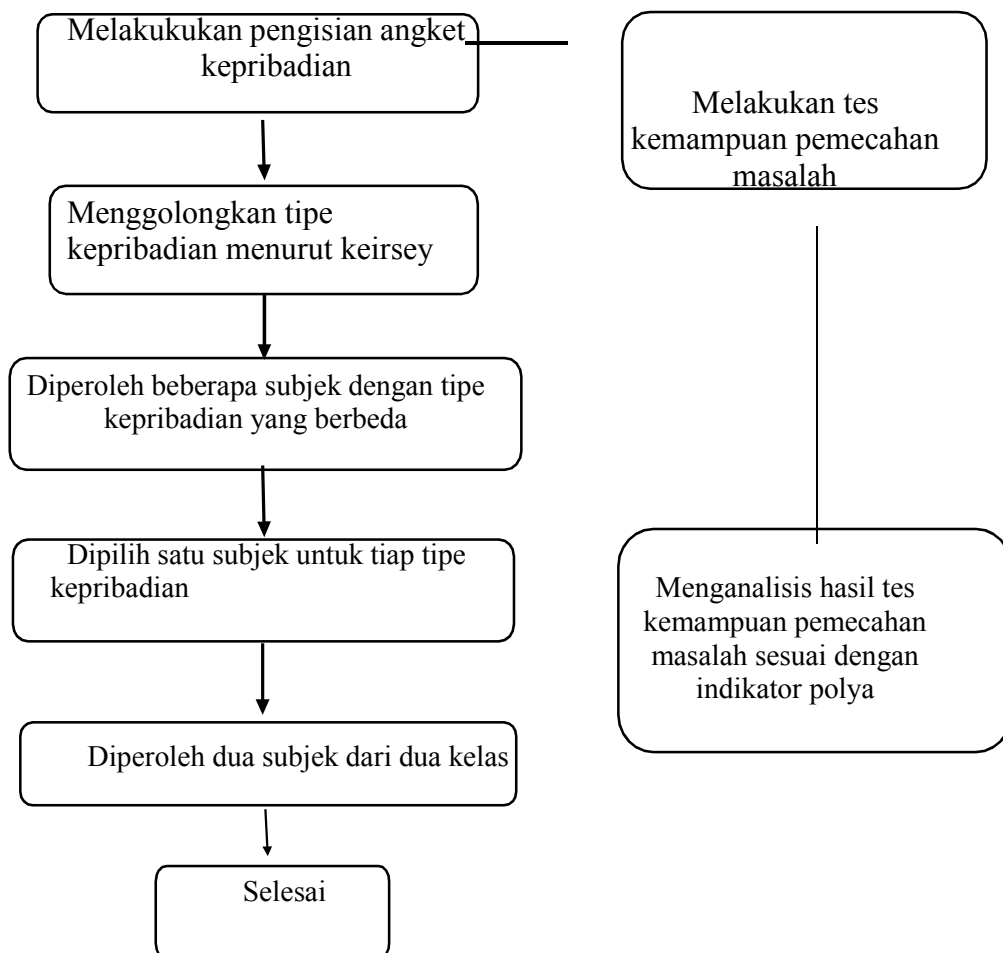 Melakukukan pengisian angket
kepribadian
Melakukan tes
kemampuan pemecahan
masalah
Menggolongkan tipe
kepribadian menurut keirsey
Diperoleh beberapa subjek dengan tipe
kepribadian yang berbeda
Dipilih satu subjek untuk tiap tipe
kepribadian
Menganalisis hasil tes
kemampuan pemecahan
masalah sesuai dengan
indikator polya
Diperoleh dua subjek dari dua kelas
Selesai